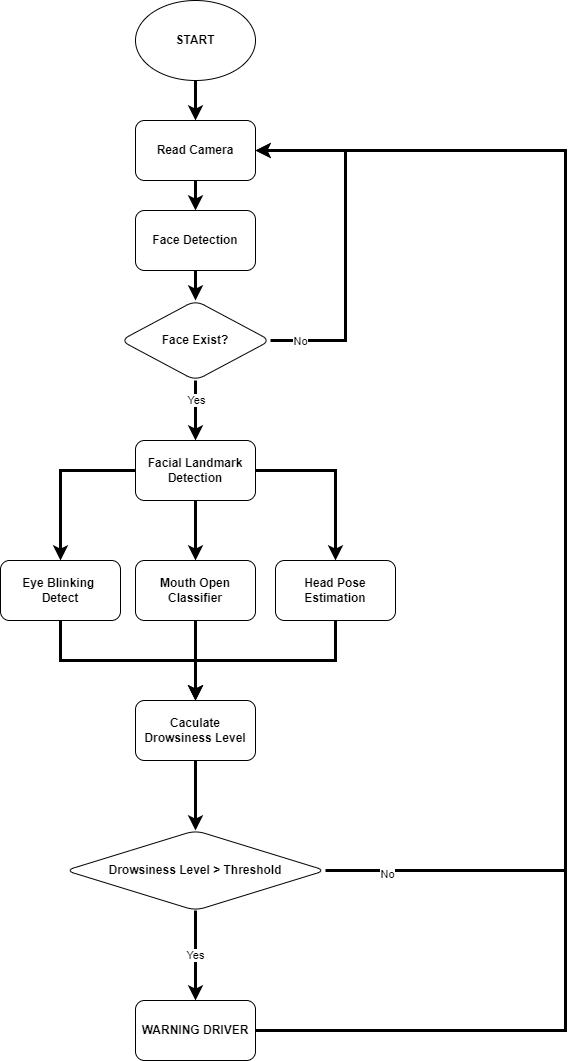 START
Read Camera
Face Detection
Face Exist?
No
Yes
Facial Landmark
Detection
Eye Blinking
Detect
Mouth Open
Classifier
Head Pose
Estimation
Caculate
Drowsiness Level
Drowsiness Level > Threshold
No
Yes
WARNING DRIVER